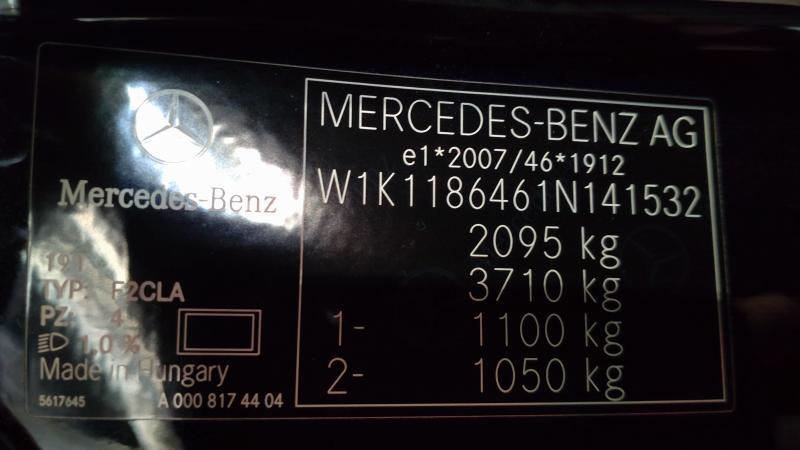 Mercedes-Benz
191
TYP: F2CLA
PZ 4
1,0 %
Made in Hungary
5617645 A 000 817 44 04
MERCEDES-BENZ AG
e1*2007/46*1912
W1K1186461N141532
2095 kg
3710 kg
1- 1100 kg
2- 1050 kg